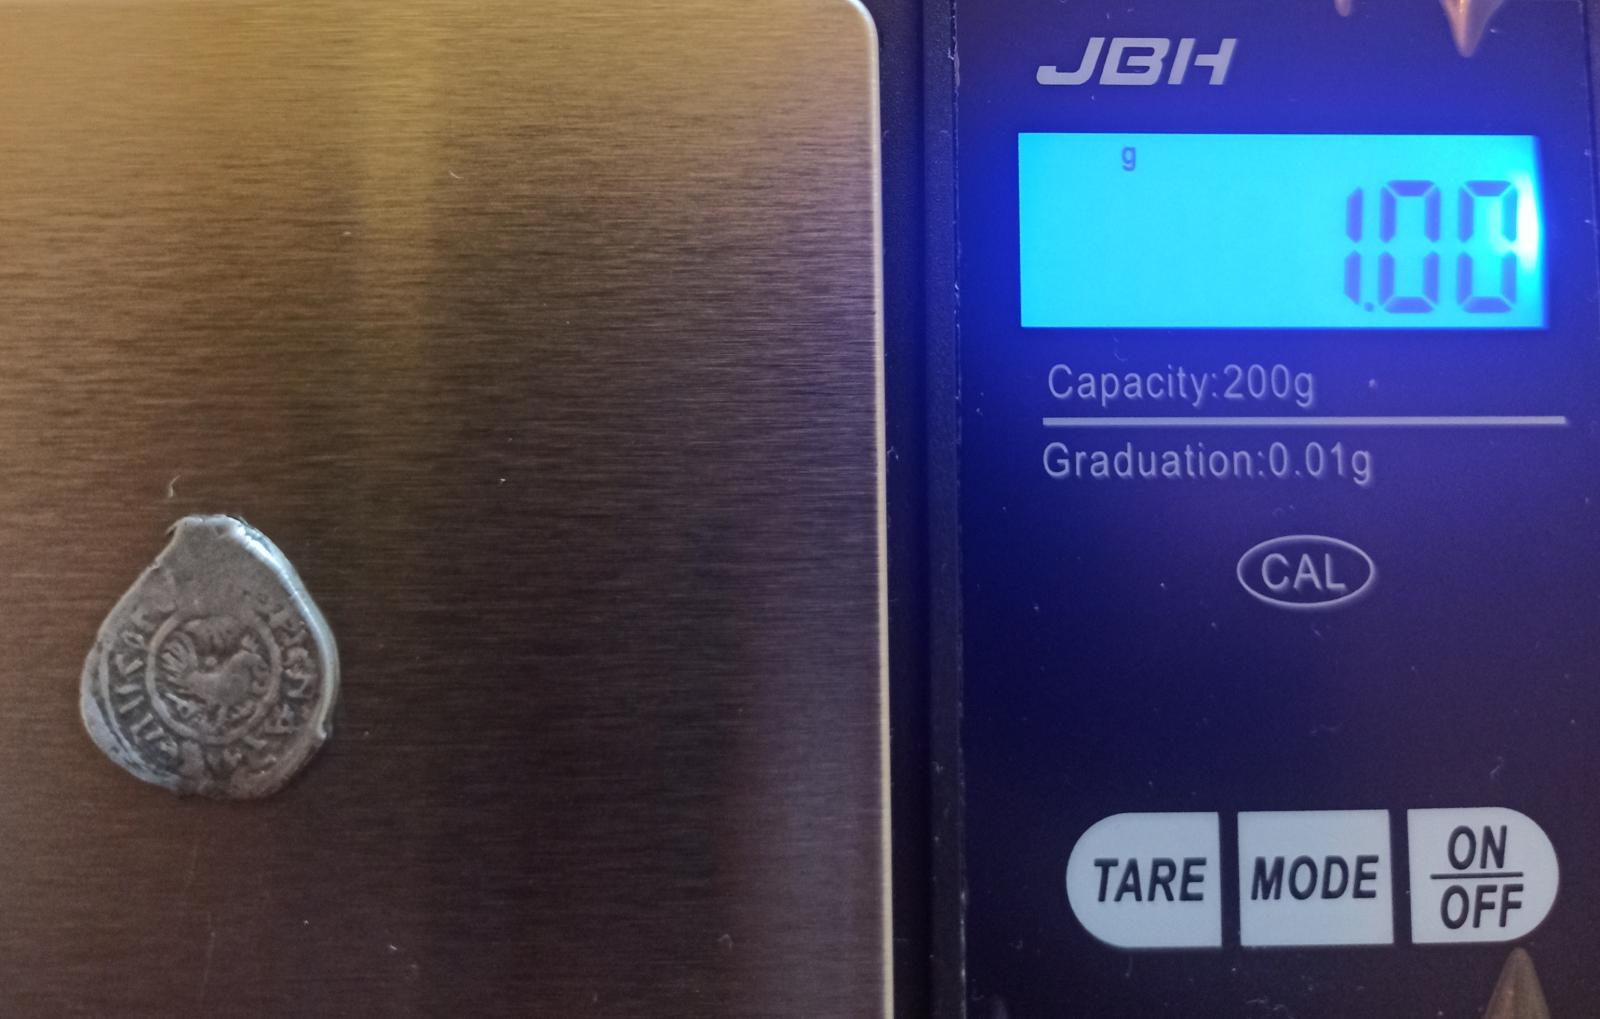 JBH
g
1.00
Capacity:200g
Graduation:0.01g
CAL
TARE
MODE
ON
OFF